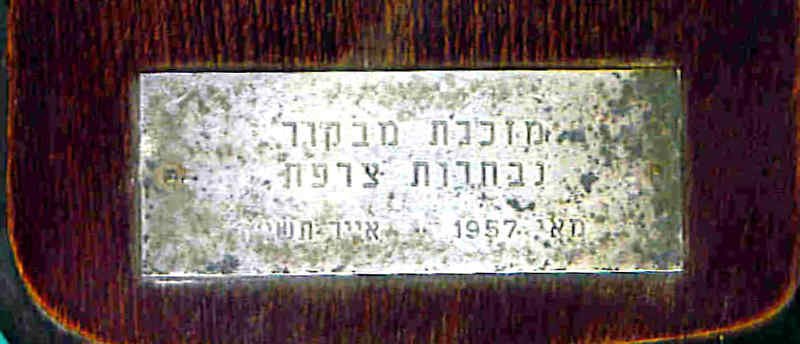 מזכרת מבקור
נבחרות צרפת
מאי 1957 אייר